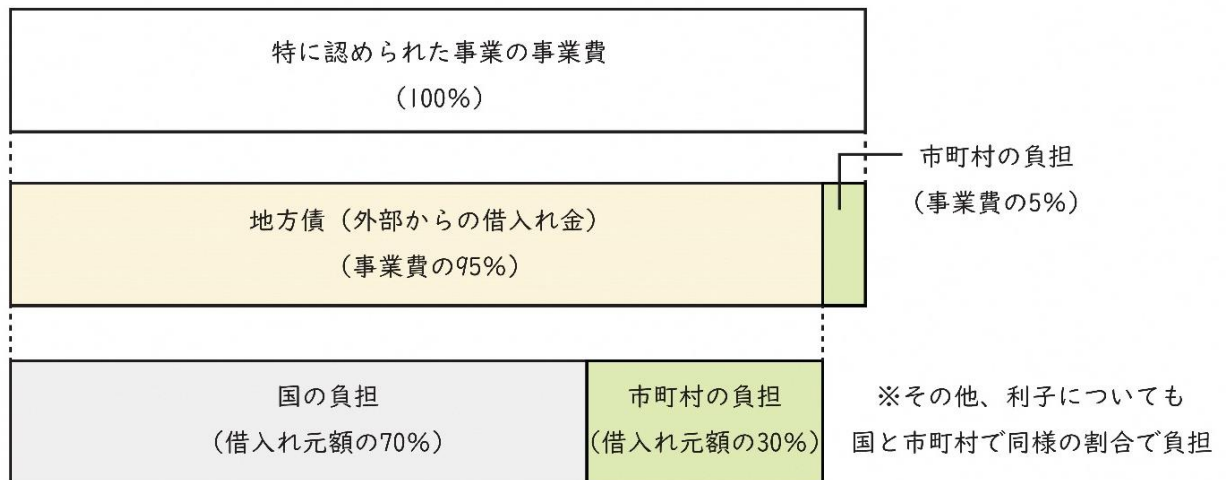 特に認められた事業の事業費
(100%)
市町村の負担
(事業費の5%)
地方債（外部からの借入れ金）
(事業費の95%)
国の負担
(借入れ元額の70%)
市町村の負担
(借入れ元額の30%)
※その他、利子についても
国と市町村で同様の割合で負担